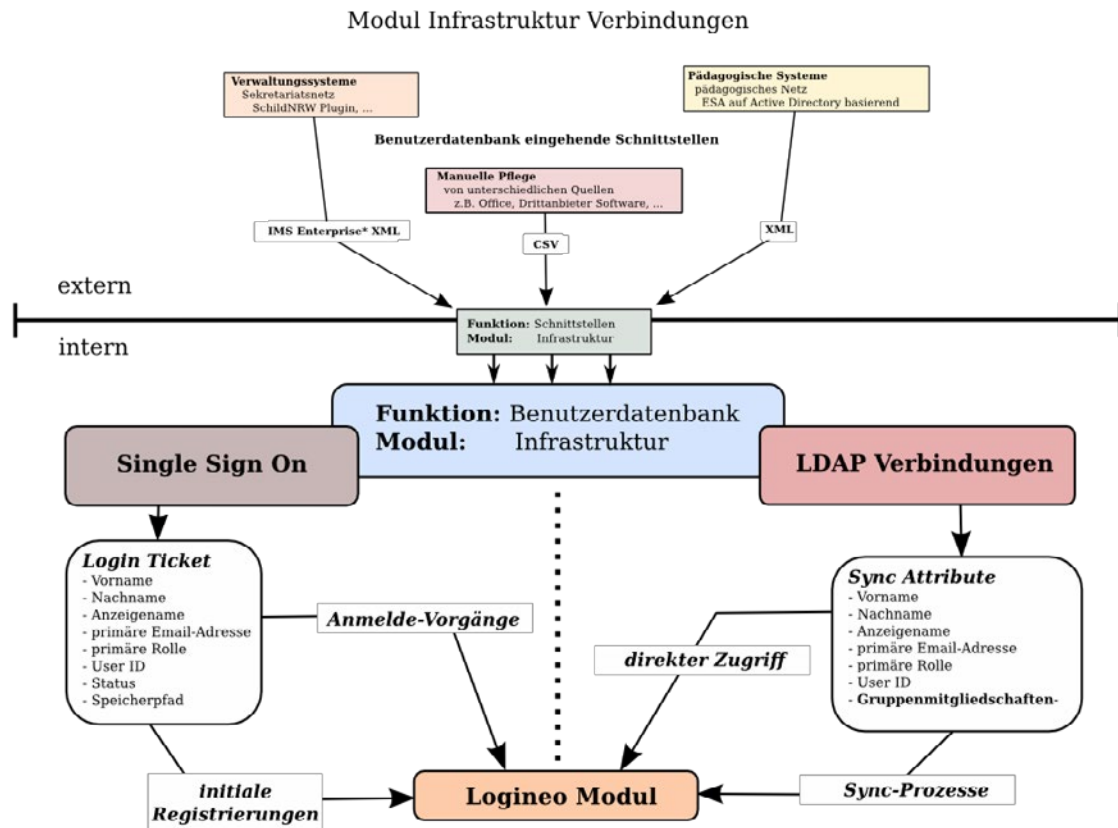 Modul Infrastruktur Verbindungen
Verwaltungssysteme
Sekretariatsnetz
SchildNRW Plugin, ...
Pädagogische Systeme
pädagogisches Netz
ESA auf Active Directory basierend
Benutzerdatenbank eingehende Schnittstellen
Manuelle Pflege
von unterschiedlichen Quellen
z.B. Office, Drittanbieter Software, ...
IMS Enterprise* XML
CSV
XML
extern
intern
Funktion: Schnittstellen
Modul: Infrastruktur
Funktion: Benutzerdatenbank
Modul: Infrastruktur
Single Sign On
LDAP Verbindungen
Login Ticket
- Vorname
- Nachname
- Anzeigename
- primäre Email-Adresse
- primäre Rolle
- User ID
- Status
- Speicherpfad
Anmelde-Vorgänge
direkter Zugriff
Sync Attribute
- Vorname
- Nachname
- Anzeigename
- primäre Email-Adresse
- primäre Rolle
- User ID
- Gruppenmitgliedschaften-
initiale
Registrierungen
Logineo Modul
Sync-Prozesse